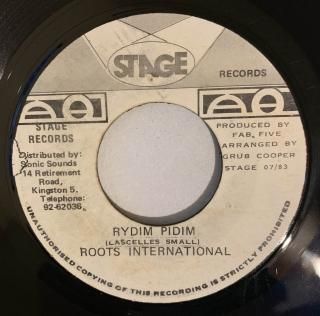 STAGE
RECORDS
STAGE
RECORDS
Distributed by:
Sonic Sounds
14 Retirement
Road,
Kingston 5.
Telephone:
92-62036
PRODUCED BY
FAB. FIVE
ARRANGED BY
GRUB COOPER
STAGE 07/83
RYDIM PIDIM
(LASCELLES SMALL)
ROOTS INTERNATIONAL
UNAUTHORISED COPYING OF THIS RECORDING IS STRICTLY PROHIBITED